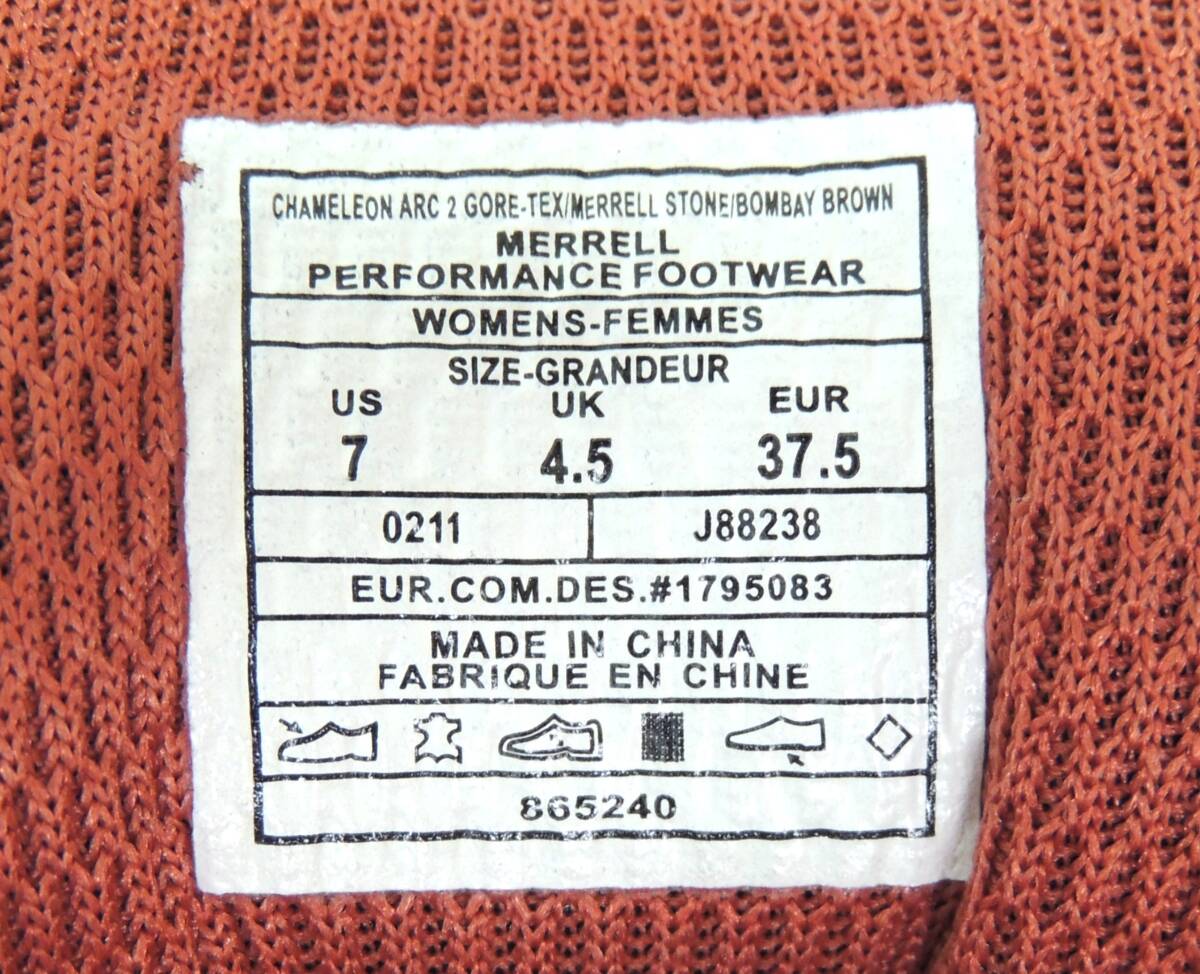 CHAMELEON ARC 2 GORE-TEX/MERRELL STONE/BOMBAY BROWN
MERRELL
PERFORMANCE FOOTWEAR
WOMENS-FEMMES
SIZE-GRANDEUR
US UK EUR
7 4.5 37.5
0211 J88238
EUR.COM.DES.#1795083
MADE IN CHINA
FABRIQUE EN CHINE
865240